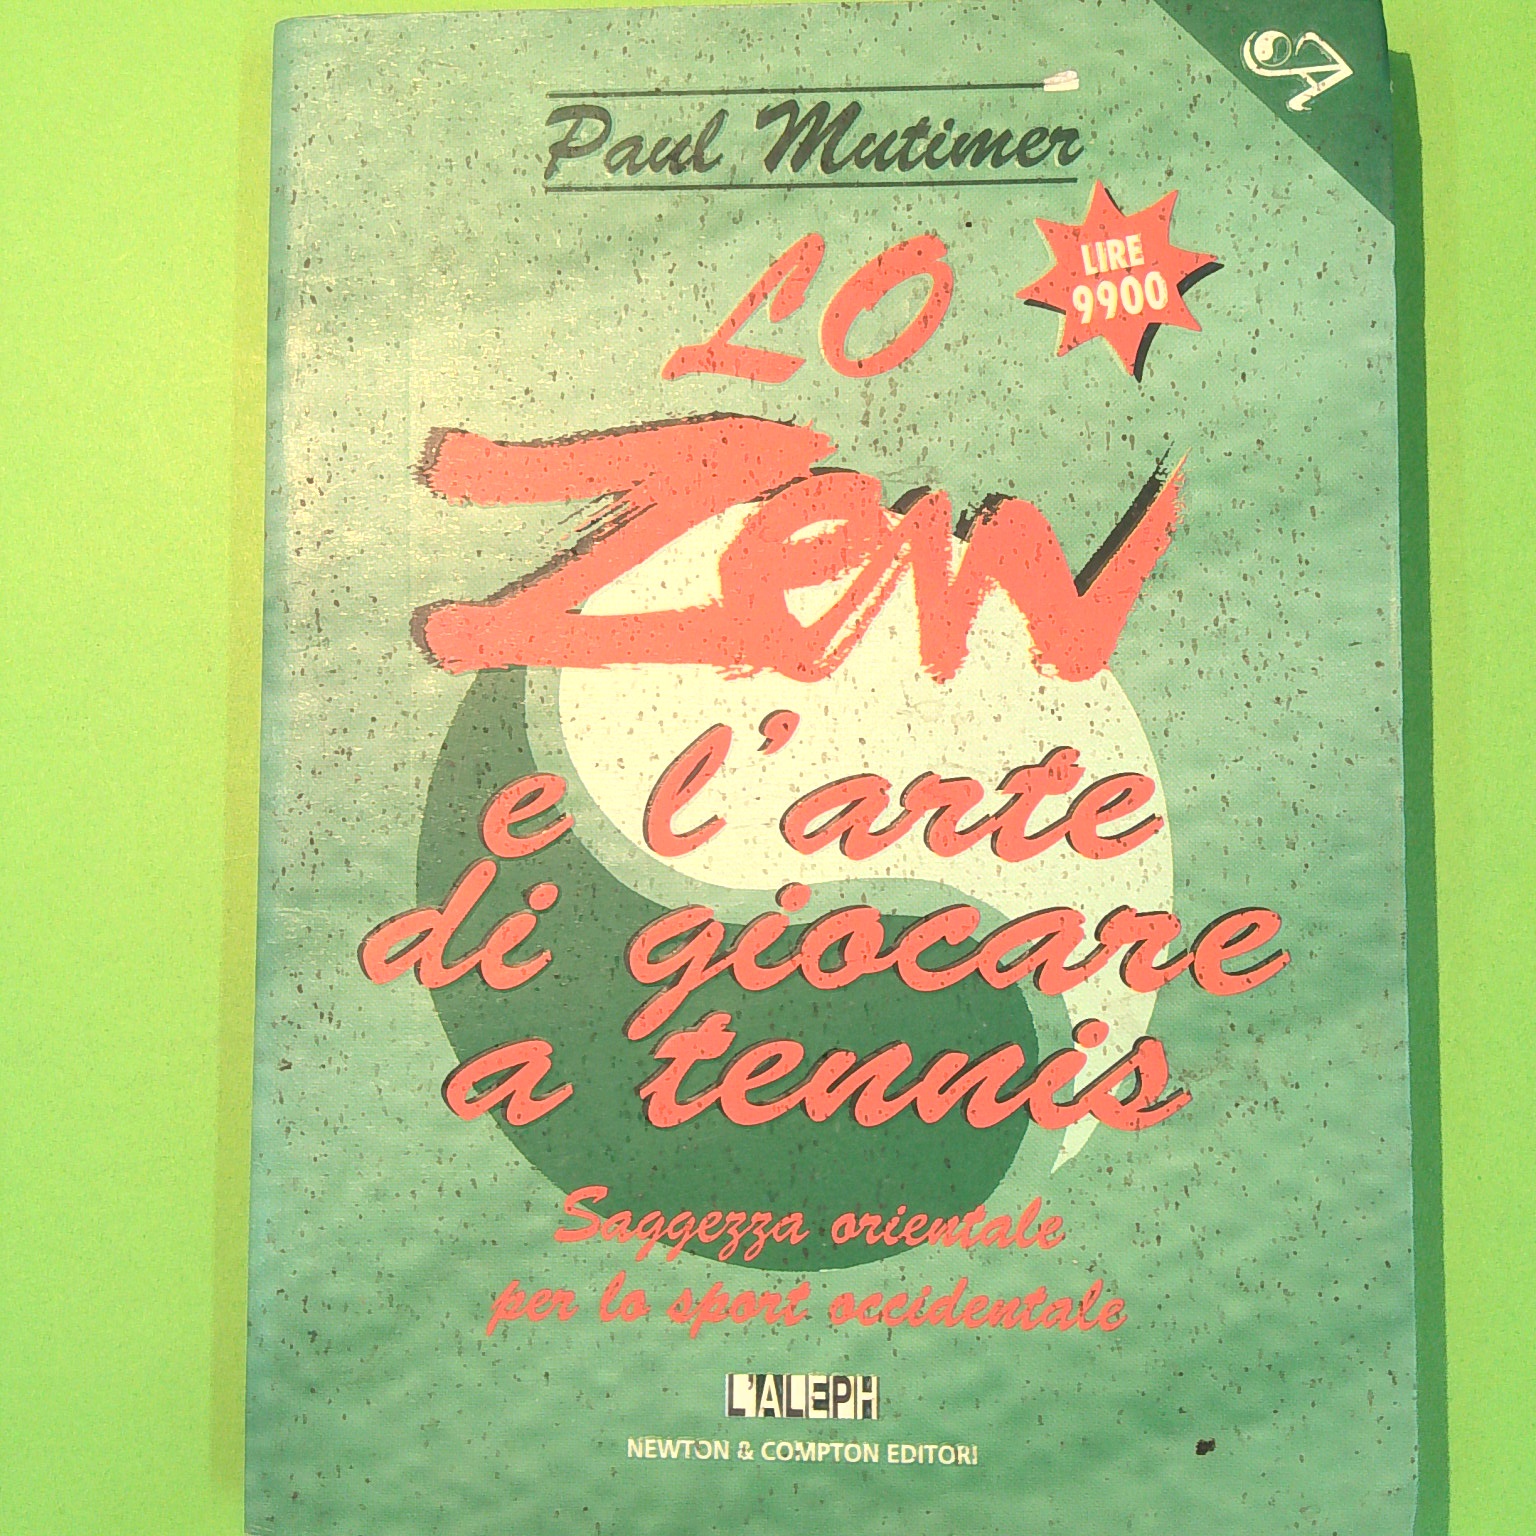 Paul Mutimer
LO
LIRE
9900
Zen
e l'arte
di giocare
a tennis
Saggezza orientale
per lo sport occidentale
L'ALEPH
NEWTON & COMPTON EDITORI